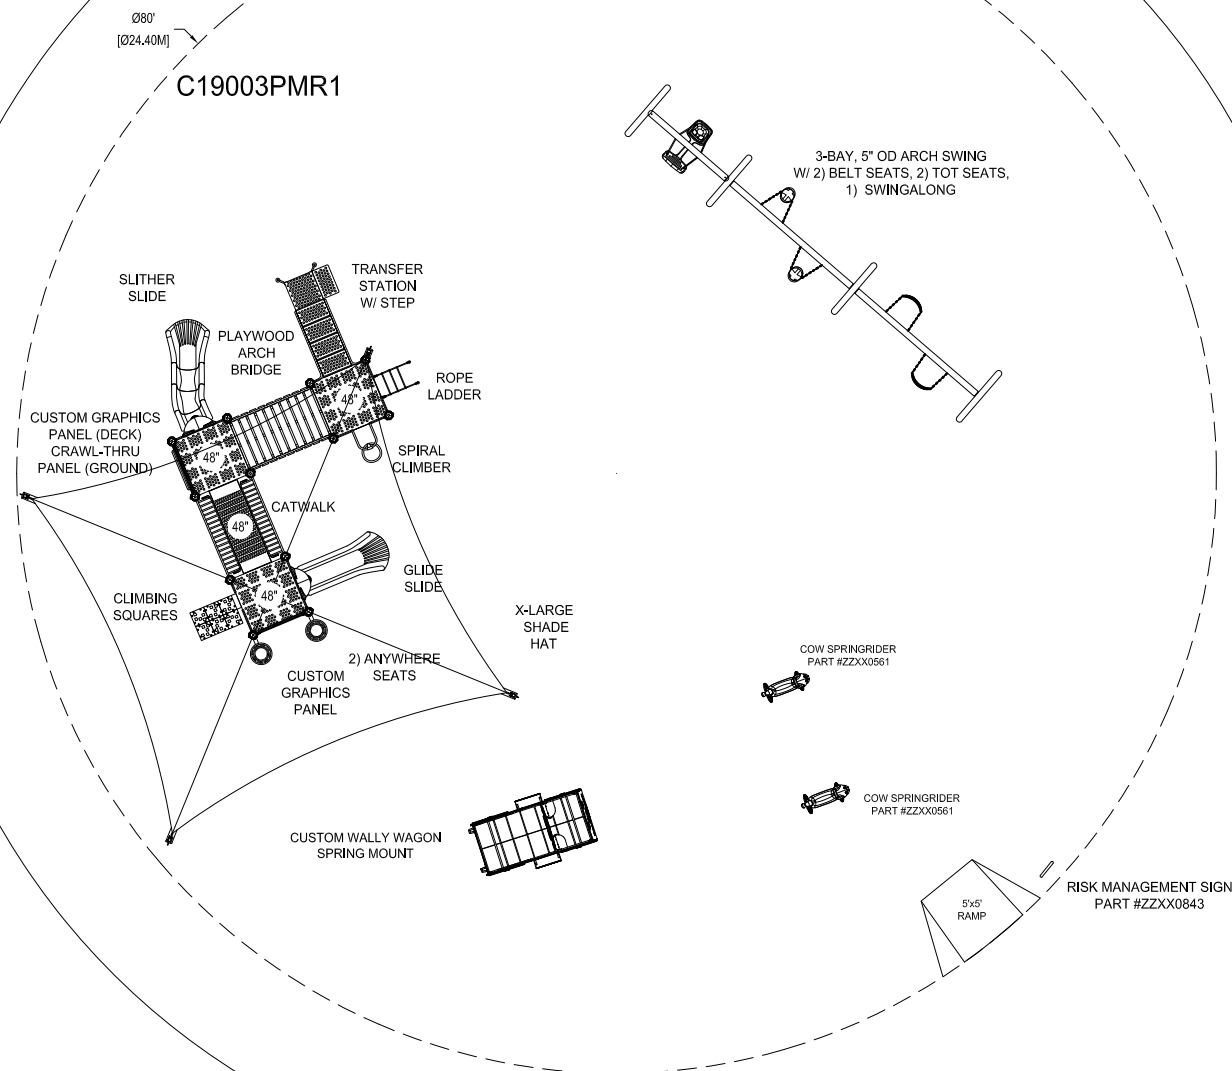 Ø80'
[Ø24.40M]
C19003PMR1
3-BAY, 5" OD ARCH SWING
W/ 2) BELT SEATS, 2) TOT SEATS,
1) SWINGALONG
SLITHER
SLIDE
TRANSFER
STATION
W/ STEP
PLAYWOOD
ARCH
BRIDGE
ROPE
LADDER
48"
CUSTOM GRAPHICS
PANEL (DECK)
CRAWL-THRU
PANEL (GROUND)
48"
SPIRAL
CLIMBER
CATWALK
48"
GLIDE
SLIDE
48"
CLIMBING
SQUARES
X-LARGE
SHADE
HAT
2) ANYWHERE
SEATS
CUSTOM
GRAPHICS
PANEL
COW SPRINGRIDER
PART #ZZXX0561
COW SPRINGRIDER
PART #ZZXX0561
CUSTOM WALLY WAGON
SPRING MOUNT
5'x5'
RAMP
RISK MANAGEMENT SIGN
PART #ZZXX0843